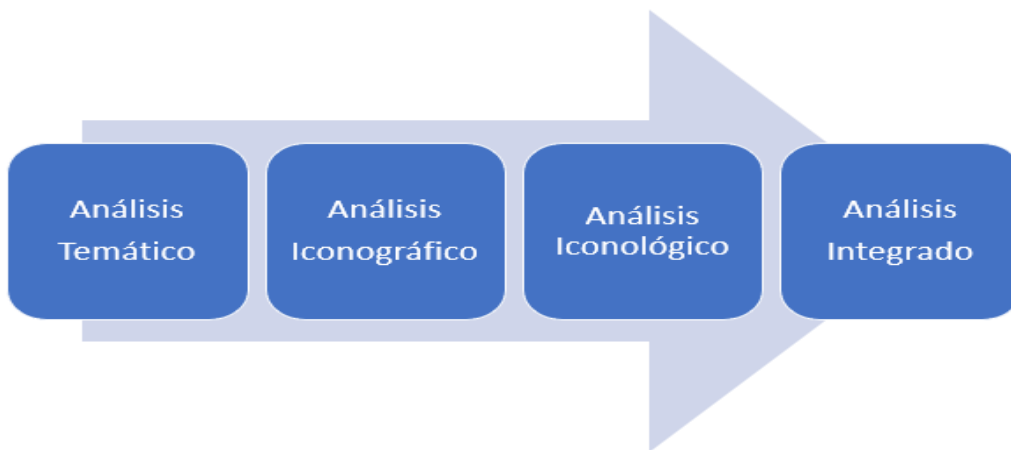 Análisis
Temático
Análisis
Iconográfico
Análisis
Iconológico
Análisis
Integrado